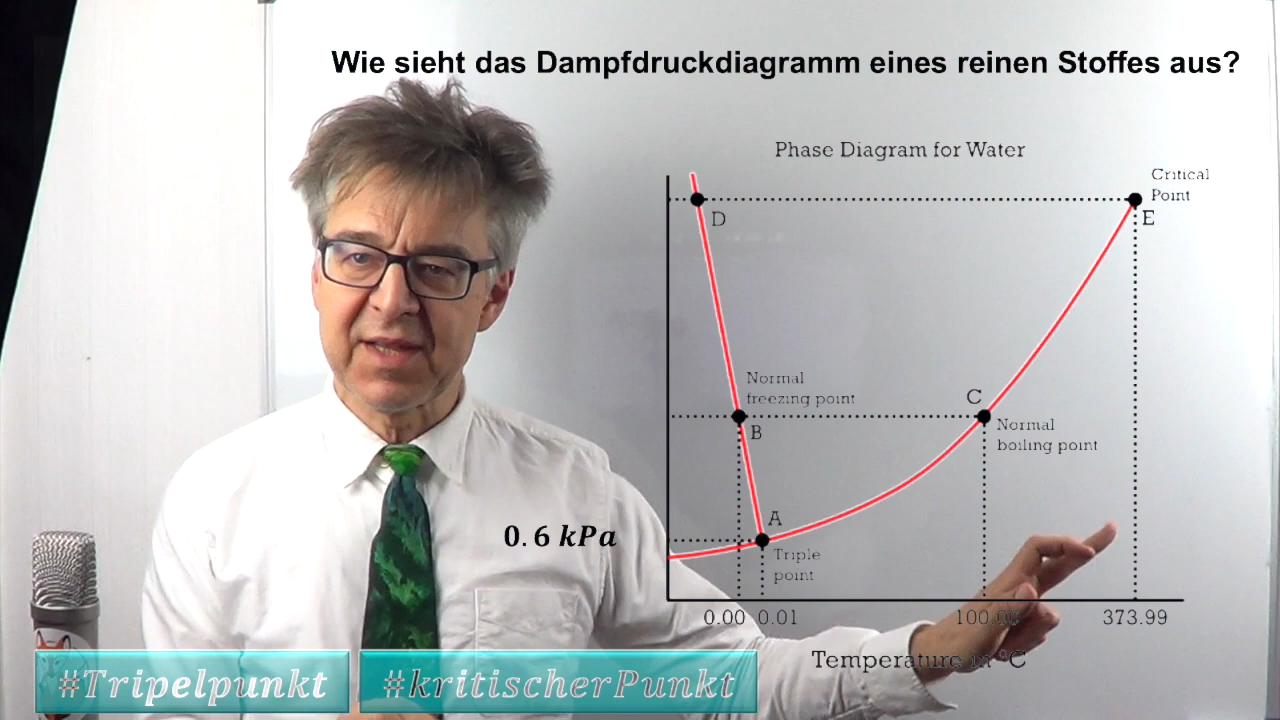 Wie sieht das Dampfdruckdiagramm eines reinen Stoffes aus?
Phase Diagram for Water
Critical
Point
D
E
Normal
freezing point
C
B
Normal
boiling point
A
0.6 kPa
Triple
point
0.00 0.01 100.00 373.99
Temperature in °C
#Tripelpunkt #kritischerPunkt